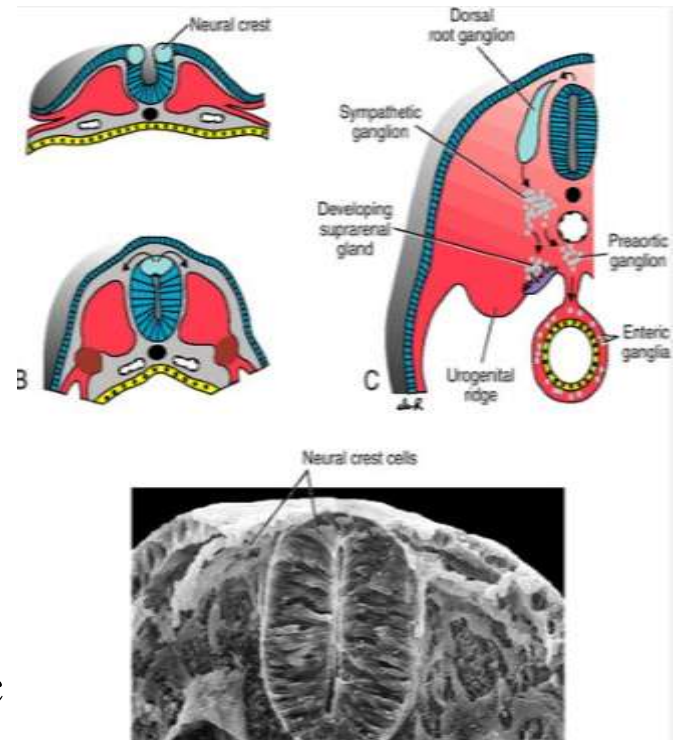 Neural crest
Dorsal
root ganglion
Sympathetic
ganglion
Developing
suprarenal
gland
Preaortic
ganglion
Enteric
ganglia
Urogenital
ridge
B
C
Neural crest cells